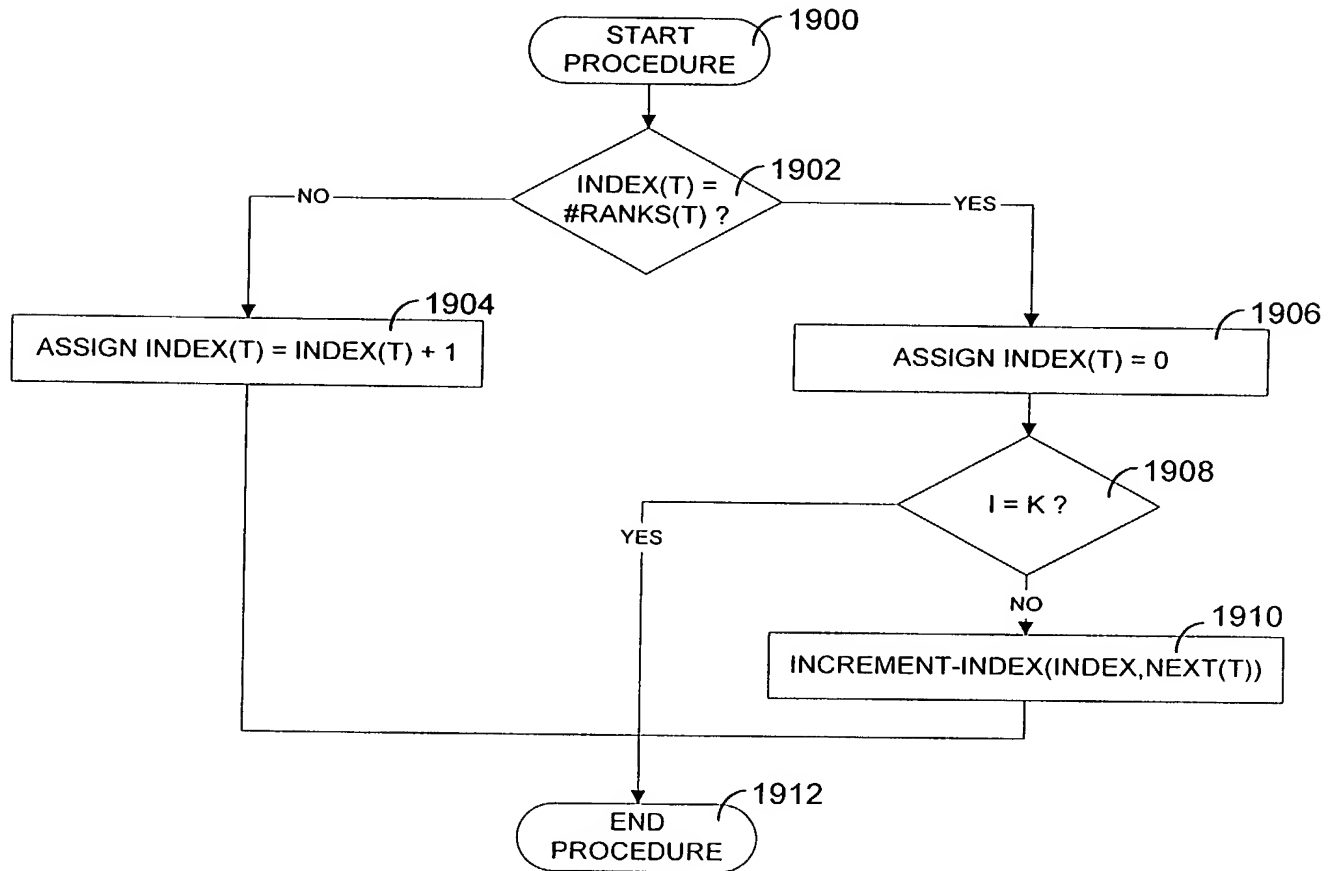 START
PROCEDURE
1900
INDEX(T) =
#RANKS(T) ?
1902
NO
YES
1904
ASSIGN INDEX(T) = INDEX(T) + 1
1906
ASSIGN INDEX(T) = 0
1908
I = K ?
YES
NO
1910
INCREMENT-INDEX(INDEX,NEXT(T))
1912
END
PROCEDURE